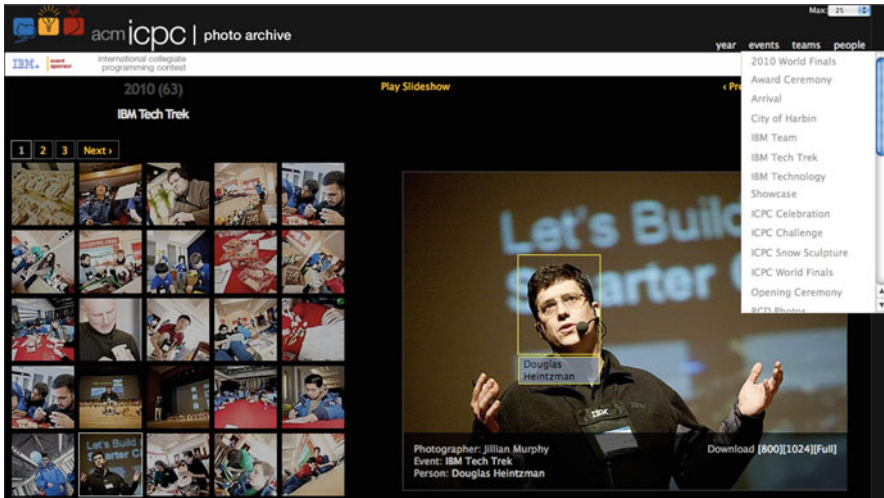 Max: 25
acm icpc | photo archive
year events teams people
IBM. event sponsor
international collegiate programming contest
2010 (63)
Play Slideshow
IBM Tech Trek
1 2 3 Next ›
2010 World Finals
Award Ceremony
Arrival
City of Harbin
IBM Team
IBM Tech Trek
IBM Technology
Showcase
ICPC Celebration
ICPC Challenge
ICPC Snow Sculpture
ICPC World Finals
Opening Ceremony
Let's Build
Douglas
Heintzman
IBM
Photographer: Jillian Murphy
Event: IBM Tech Trek
Person: Douglas Heintzman
Download [800][1024][Full]